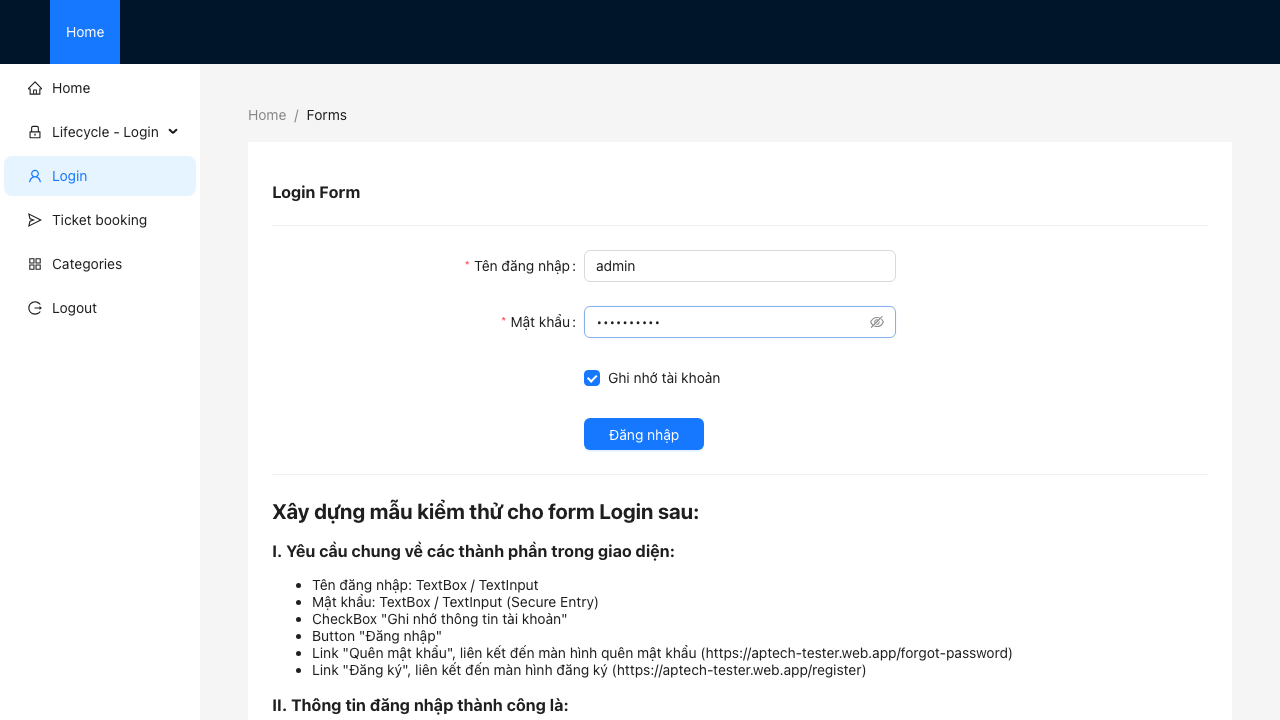 Home
Home
Lifecycle - Login
Login
Ticket booking
Categories
Logout
Home / Forms
Login Form
* Tên đăng nhập :
admin
* Mật khẩu :
••••••••••
Ghi nhớ tài khoản
Đăng nhập
Xây dựng mẫu kiểm thử cho form Login sau:
I. Yêu cầu chung về các thành phần trong giao diện:
• Tên đăng nhập: TextBox / TextInput
• Mật khẩu: TextBox / TextInput (Secure Entry)
• CheckBox "Ghi nhớ thông tin tài khoản"
• Button "Đăng nhập"
• Link "Quên mật khẩu", liên kết đến màn hình quên mật khẩu (https://aptech-tester.web.app/forgot-password)
• Link "Đăng ký", liên kết đến màn hình đăng ký (https://aptech-tester.web.app/register)
II. Thông tin đăng nhập thành công là: